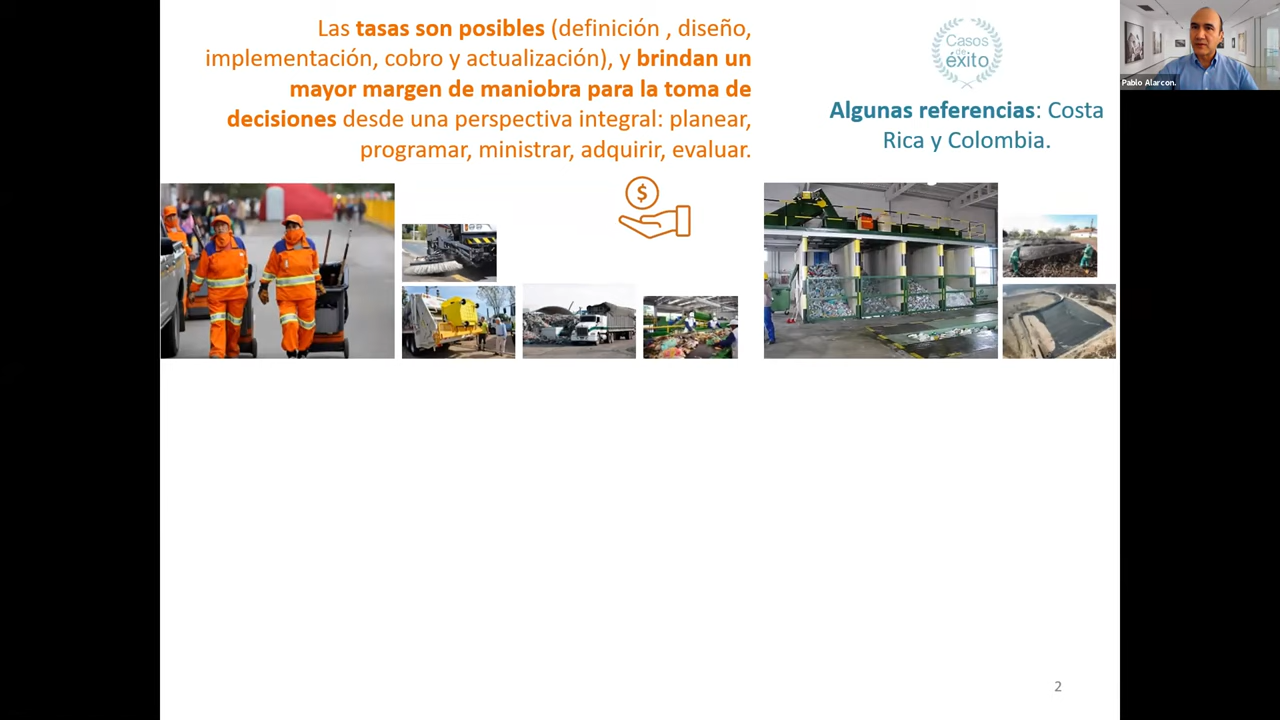 Las tasas son posibles (definición , diseño,
implementación, cobro y actualización), y brindan un
mayor margen de maniobra para la toma de
decisiones desde una perspectiva integral: planear,
programar, ministrar, adquirir, evaluar.
Casos
de
éxito
Algunas referencias: Costa
Rica y Colombia.
$
Pablo Alarcon.
2